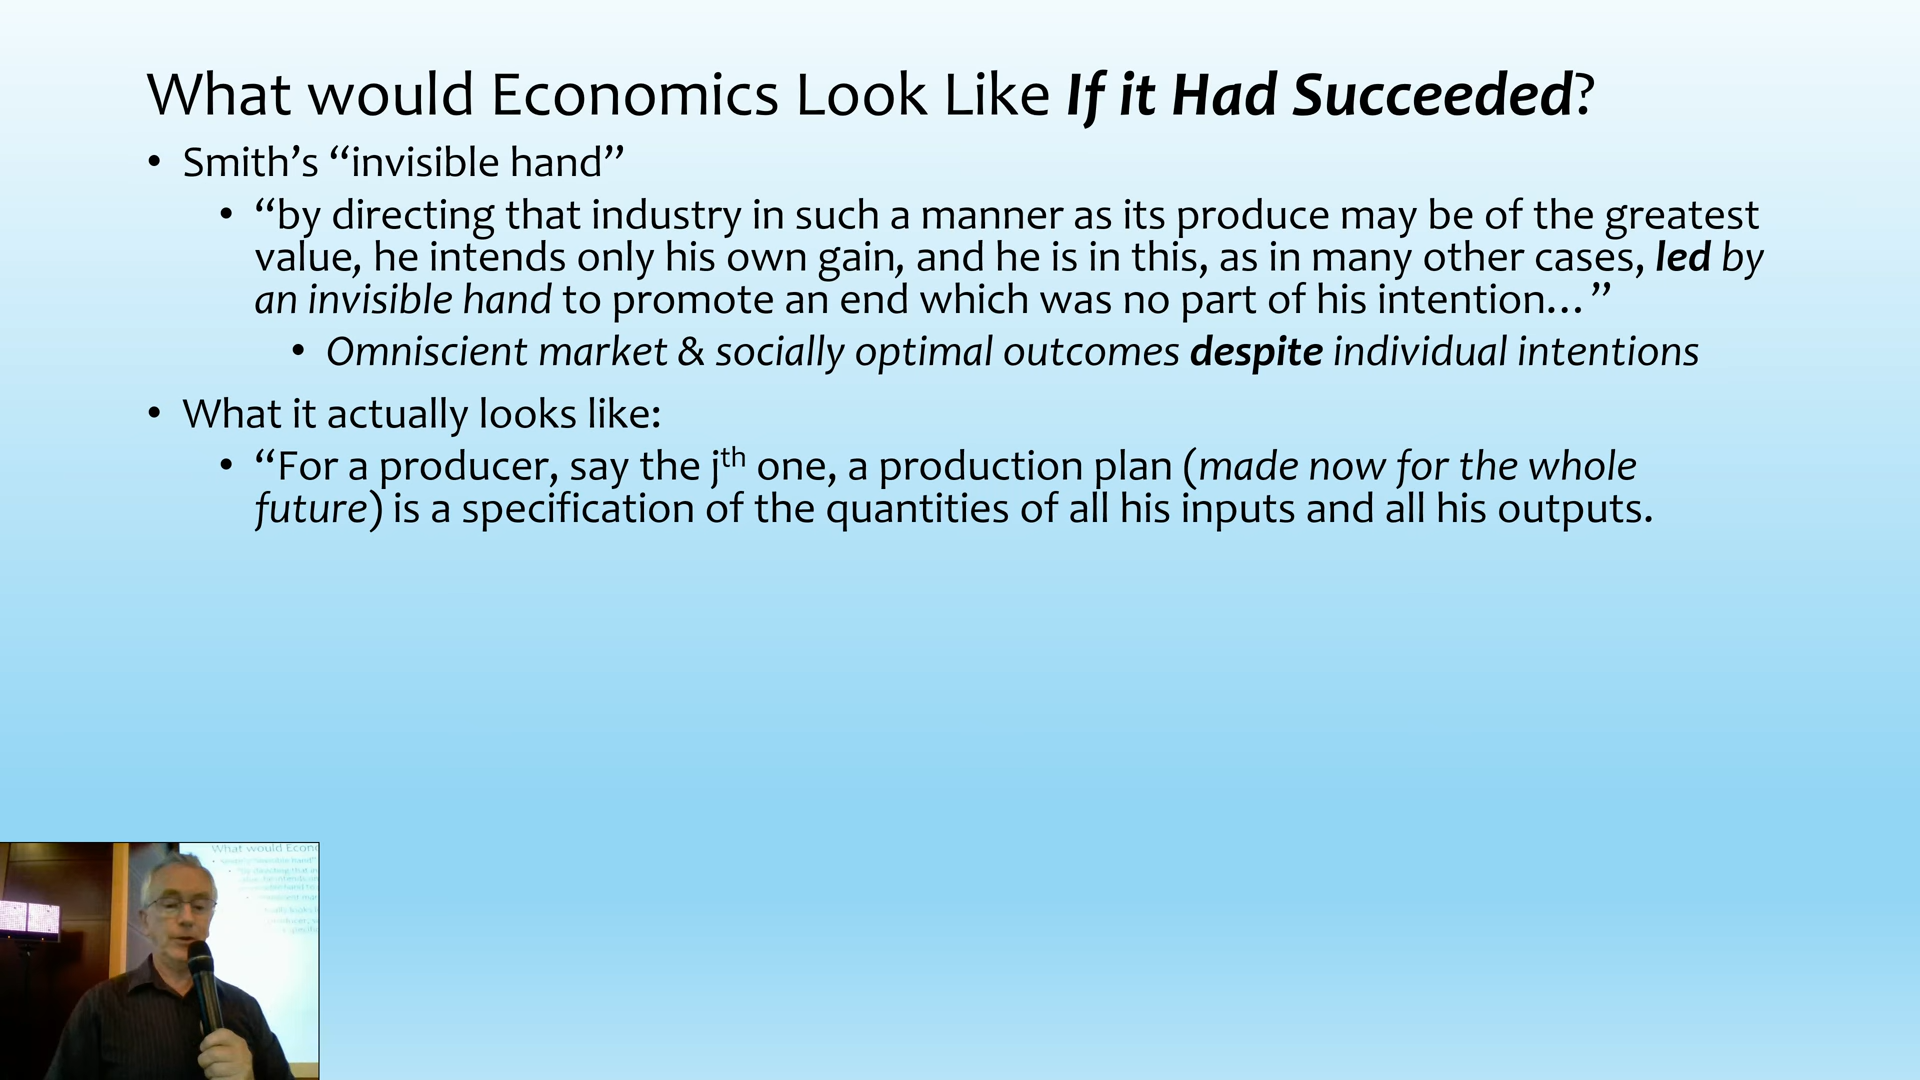 What would Economics Look Like If it Had Succeeded?
• Smith’s “invisible hand”
• “by directing that industry in such a manner as its produce may be of the greatest
value, he intends only his own gain, and he is in this, as in many other cases, led by
an invisible hand to promote an end which was no part of his intention…”
• Omniscient market & socially optimal outcomes despite individual intentions
• What it actually looks like:
• “For a producer, say the jth one, a production plan (made now for the whole
future) is a specification of the quantities of all his inputs and all his outputs.
What would Econ